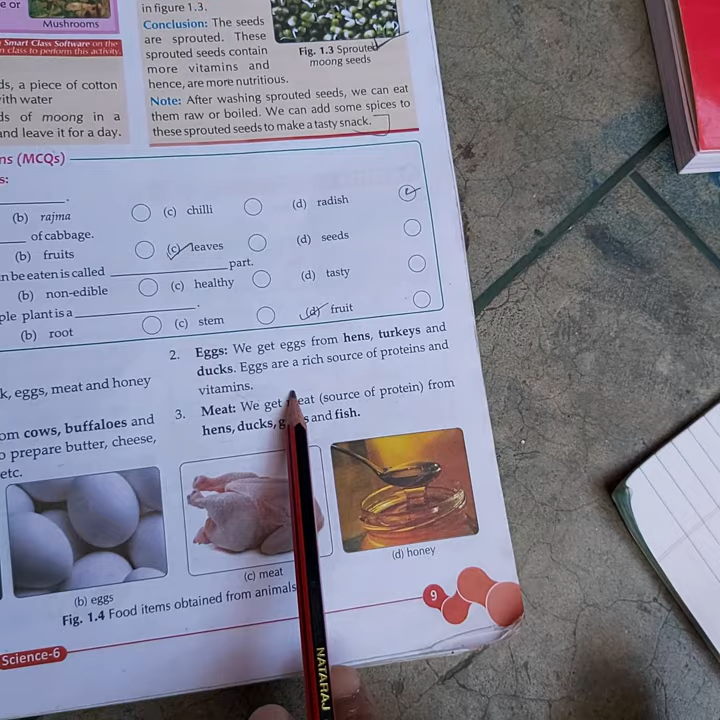 e or
Mushrooms
Smart Class Software on the
n class to perform this activity.
ds, a piece of cotton
with water
ds of moong in a
and leave it for a day.
in figure 1.3.
Conclusion: The seeds
are sprouted. These
sprouted seeds contain
more vitamins and
hence, are more nutritious.
Fig. 1.3 Sprouted
moong seeds
Note: After washing sprouted seeds, we can eat
them raw or boiled. We can add some spices to
these sprouted seeds to make a tasty snack.
ns (MCQs)
s:
(b) rajma (c) chilli (d) radish
of cabbage.
(b) fruits (c) leaves (d) seeds
n be eaten is called part.
(b) non-edible (c) healthy (d) tasty
ple plant is a .
(b) root (c) stem (d) fruit
k, eggs, meat and honey
om cows, buffaloes and
o prepare butter, cheese,
etc.
2. Eggs: We get eggs from hens, turkeys and
ducks. Eggs are a rich source of proteins and
vitamins.
3. Meat: We get (source of protein) from
hens, ducks, and fish.
(b) eggs
(c) meat
(d) honey
Fig. 1.4 Food items obtained from animals
9
Science-6
NATARAJ